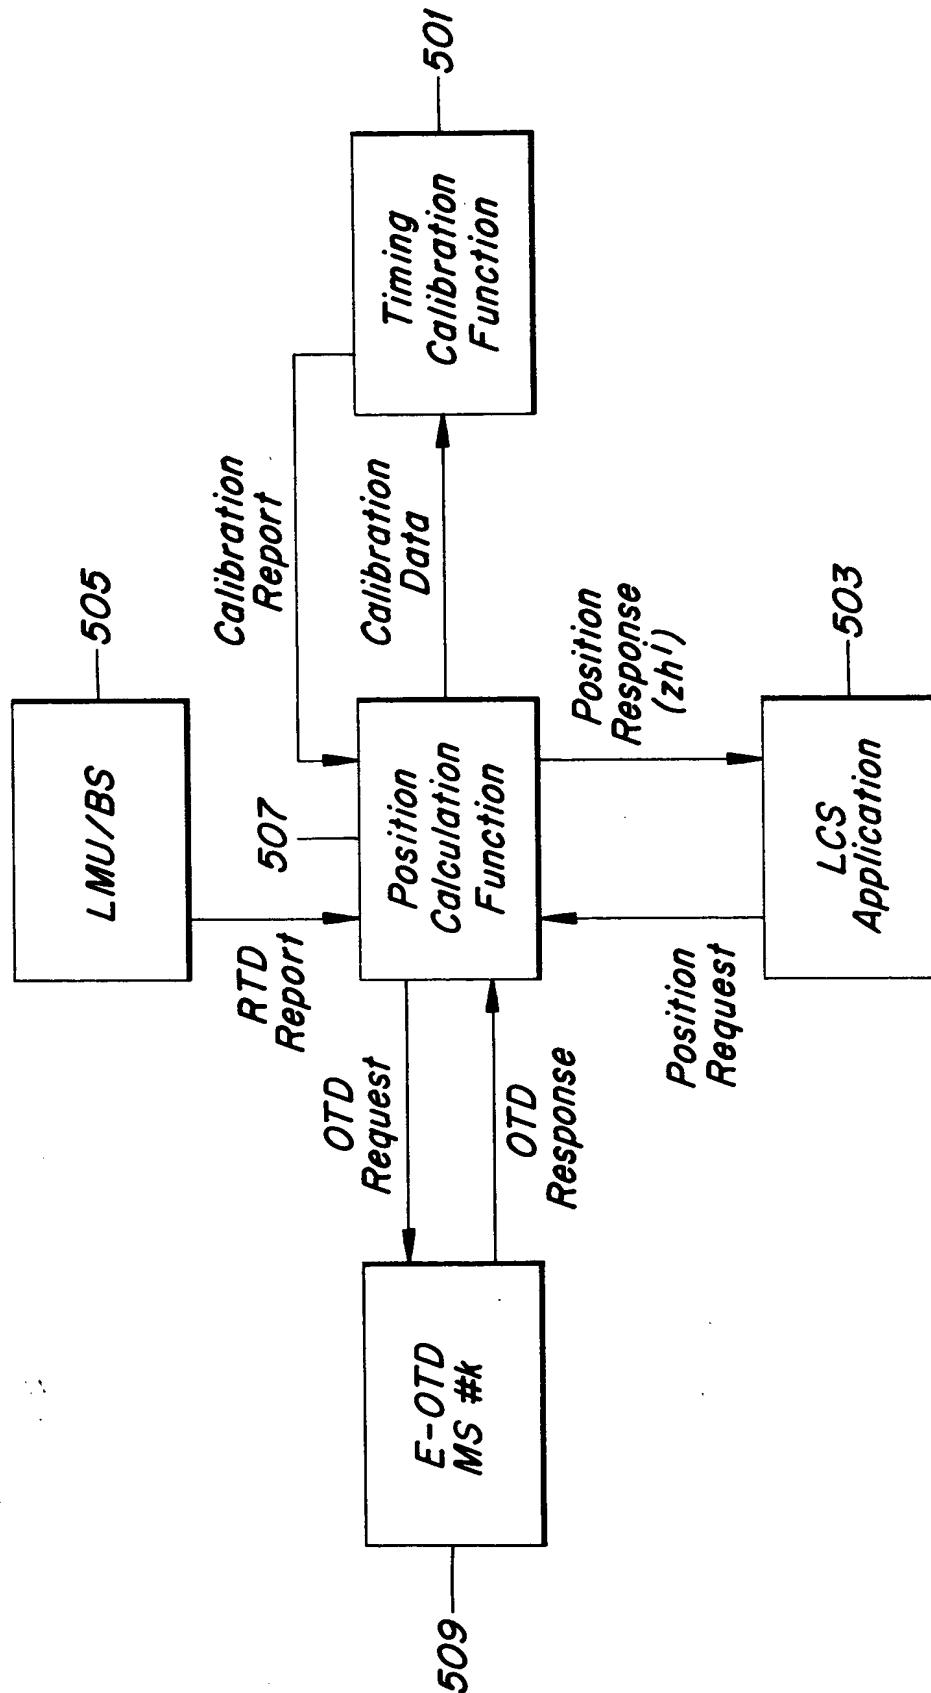 501
Timing
Calibration
Function
Calibration
Report
Calibration
Data
505
LMU/BS
507
Position
Calculation
Function
Position
Response
(zhⁱ)
503
LCS
Application
RTD
Report
Position
Request
OTD
Request
OTD
Response
E-OTD
MS #k
509